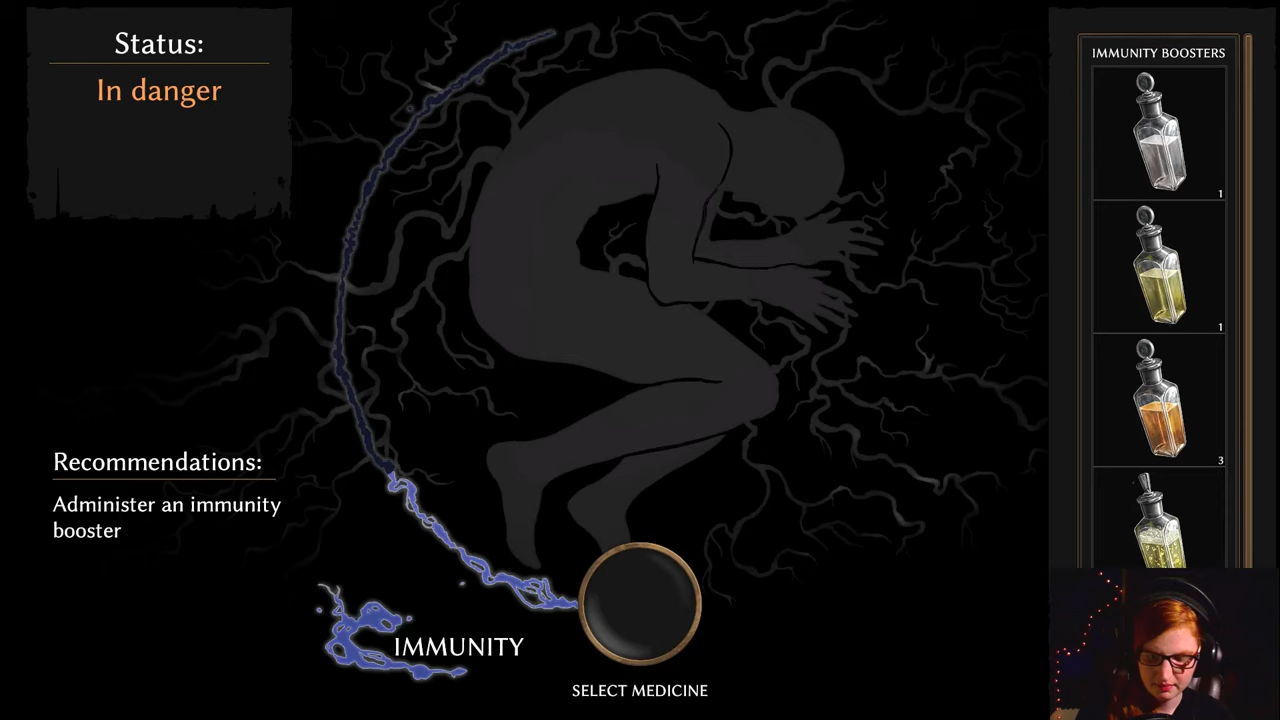 Status:
In danger
IMMUNITY BOOSTERS
1
1
3
Recommendations:
Administer an immunity
booster
IMMUNITY
SELECT MEDICINE